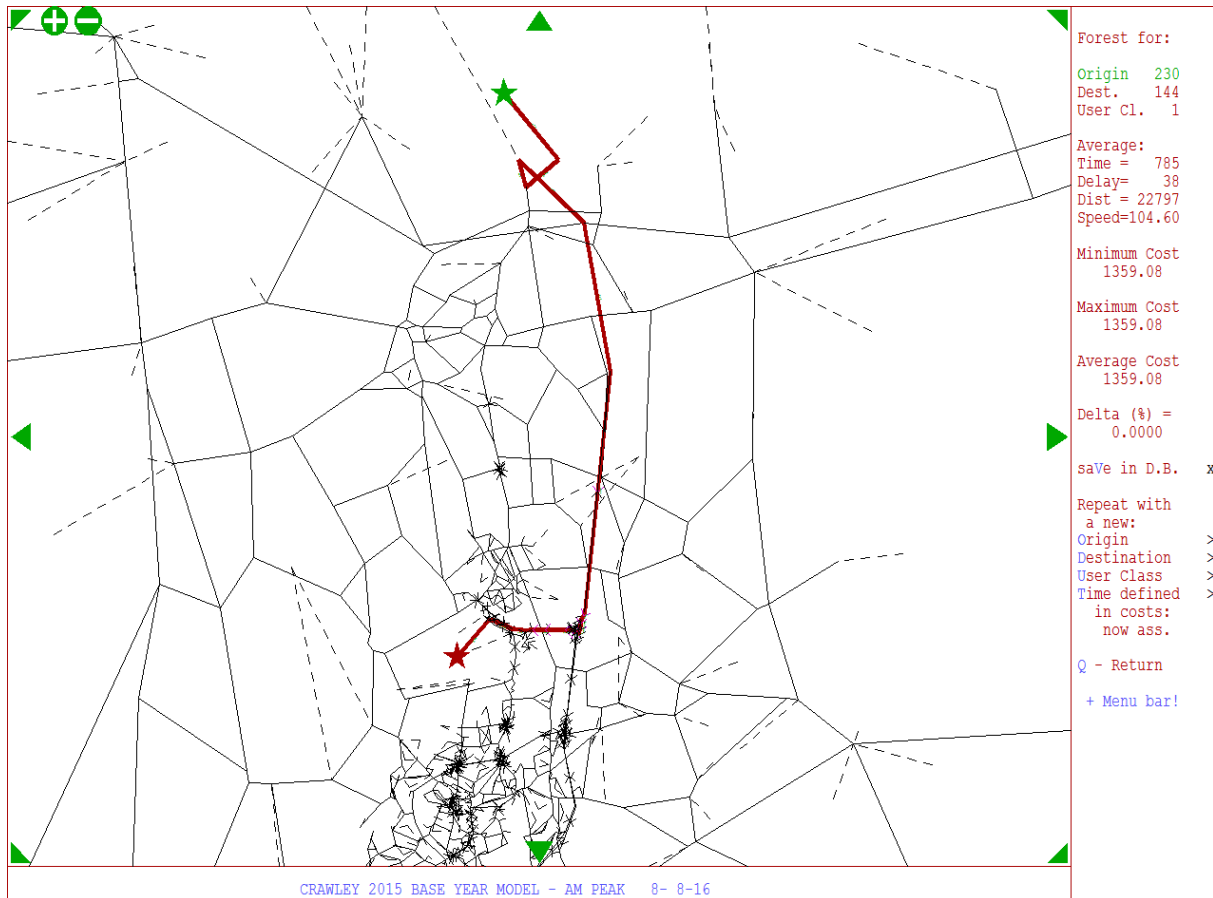 Forest for:
Origin 230
Dest. 144
User Cl. 1
Average:
Time = 785
Delay= 38
Dist = 22797
Speed=104.60
Minimum Cost
1359.08
Maximum Cost
1359.08
Average Cost
1359.08
Delta (%) =
0.0000
saVe in D.B. x
Repeat with
a new:
Origin >
Destination >
User Class >
Time defined >
in costs:
now ass.
Q - Return
+ Menu bar!
CRAWLEY 2015 BASE YEAR MODEL - AM PEAK 8- 8-16